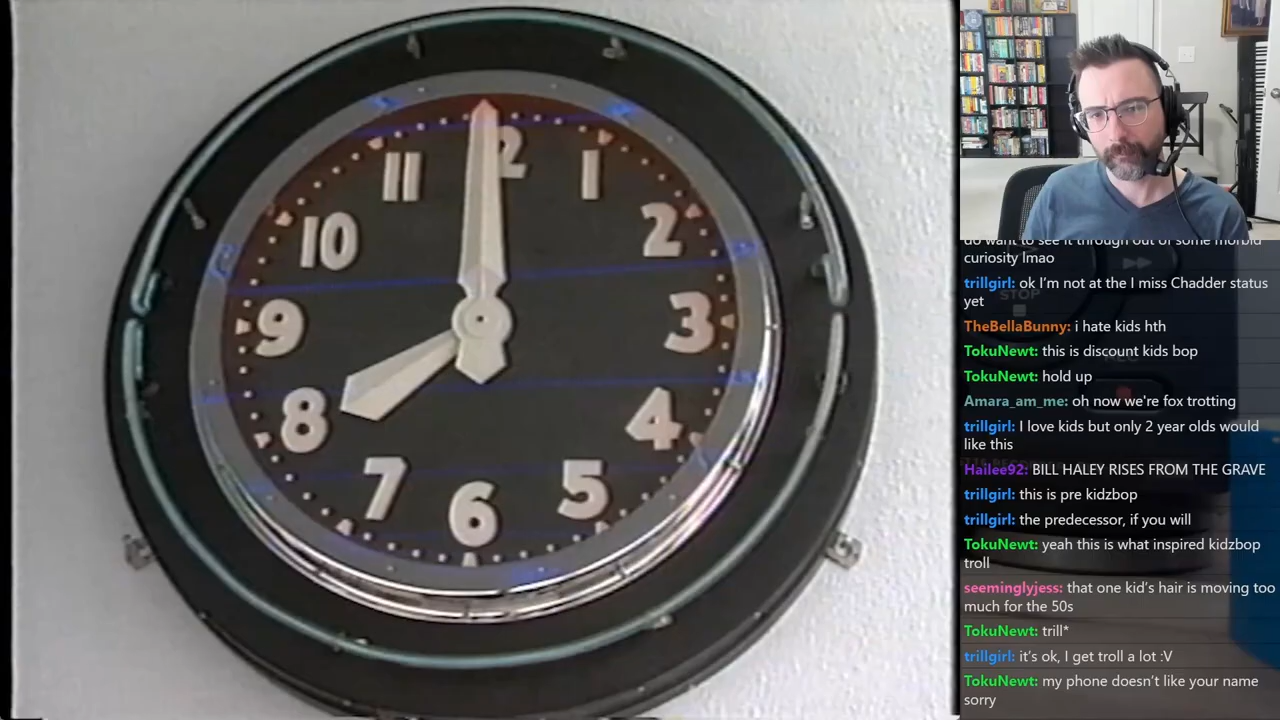 12
11
1
10
2
9
3
8
4
7
5
6
do want to see it through out of some morbid
curiosity lmao
trillgirl: ok I'm not at the I miss Chadder status
yet
TheBellaBunny: i hate kids hth
TokuNewt: this is discount kids bop
TokuNewt: hold up
Amara_am_me: oh now we're fox trotting
trillgirl: I love kids but only 2 year olds would
like this
Hailee92: BILL HALEY RISES FROM THE GRAVE
trillgirl: this is pre kidzbop
trillgirl: the predecessor, if you will
TokuNewt: yeah this is what inspired kidzbop
troll
seeminglyjess: that one kid's hair is moving too
much for the 50s
TokuNewt: trill*
trillgirl: it's ok, I get troll a lot :V
TokuNewt: my phone doesn't like your name
sorry
STOP